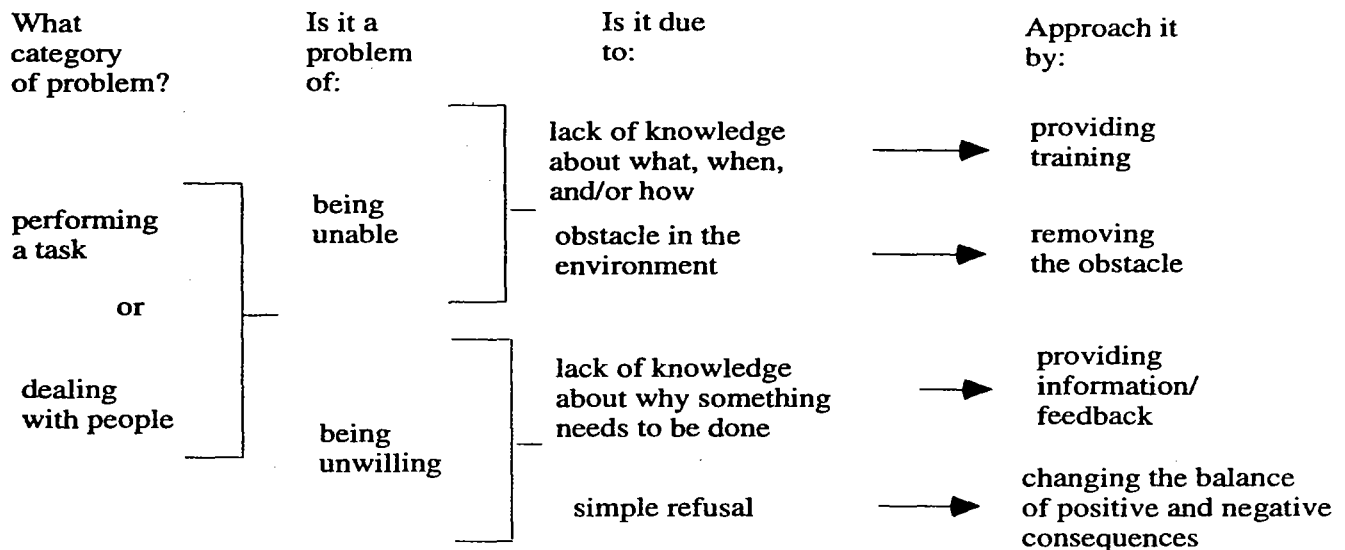 What
category
of problem?
Is it a
problem
of:
Is it due
to:
Approach it
by:
performing
a task
or
dealing
with people
being
unable
lack of knowledge
about what, when,
and/or how
providing
training
obstacle in the
environment
removing
the obstacle
being
unwilling
lack of knowledge
about why something
needs to be done
providing
information/
feedback
simple refusal
changing the balance
of positive and negative
consequences